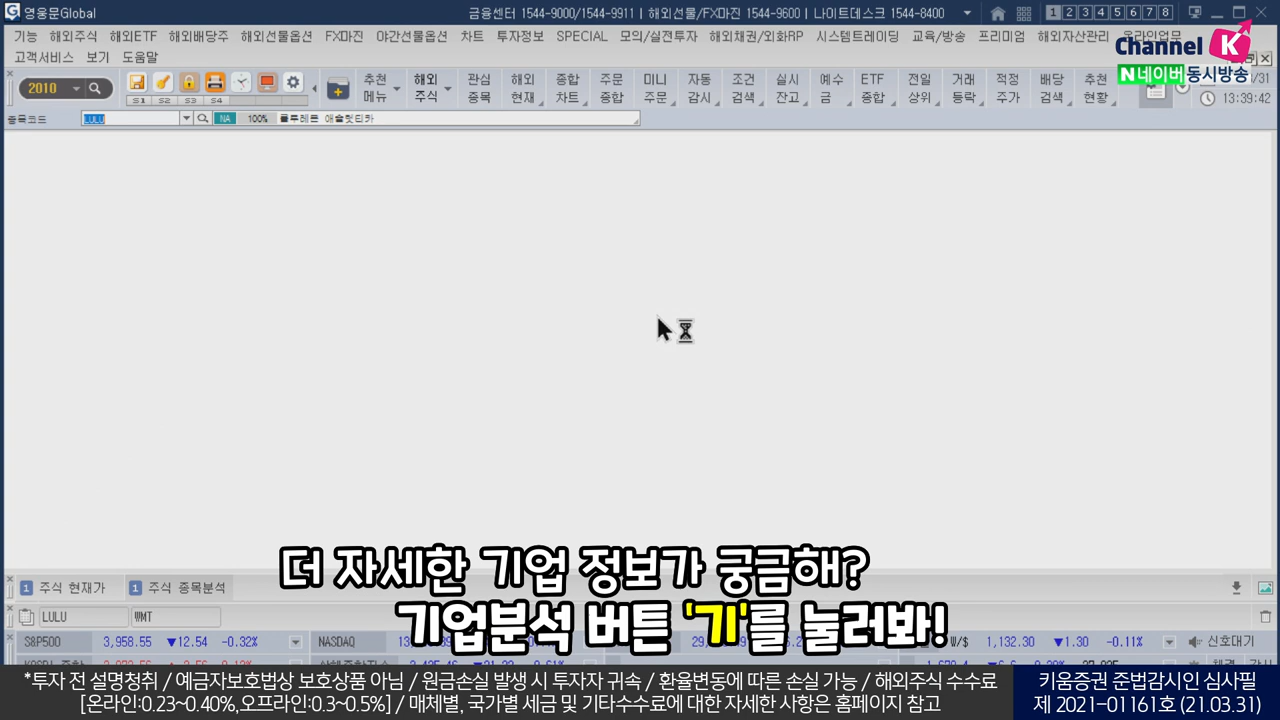 영웅문Global
금융센터 1544-9000/1544-9911 | 해외선물/FX마진 1544-9600 | 나이트데스크 1544-8400
1 2 3 4 5 6 7 8
기능 해외주식 해외ETF 해외배당주 해외선물옵션 FX마진 야간선물옵션 차트 투자정보 SPECIAL 모의/실전투자 해외채권/외화RP 시스템트레이딩 교육/방송 프리미엄 해외자산관리 온라인업무
고객서비스 보기 도움말
Channel K
N 네이버 동시방송
2010
S1 S2 S3 S4
추천 메뉴 해외 주식 관심 종목 해외 현재 종합 차트 주문 종합 미니 주문 자동 감시 조건 검색 실시 잔고 예수 금 ETF 종합 전일 상위 거래 등락 적정 주가 배당 검색 추천 현황
13:39:42
종목코드 LULU NA 100% 룰루레몬 애슬릿티카
더 자세한 기업 정보가 궁금해?
기업분석 버튼 '기'를 눌러봐!
1 주식 현재가 1 주식 종목분석
LULU WMT
S&P500 3,958.55 ▼12.54 -0.32% NASDAQ
W/$ 1,132.30 ▼1.30 -0.11% 신호대기
*투자 전 설명청취 / 예금자보호법상 보호상품 아님 / 원금손실 발생 시 투자자 귀속 / 환율변동에 따른 손실 가능 / 해외주식 수수료
[온라인:0.23~0.40%,오프라인:0.3~0.5%] / 매체별, 국가별 세금 및 기타수수료에 대한 자세한 사항은 홈페이지 참고
키움증권 준법감시인 심사필
제 2021-01161호 (21.03.31)